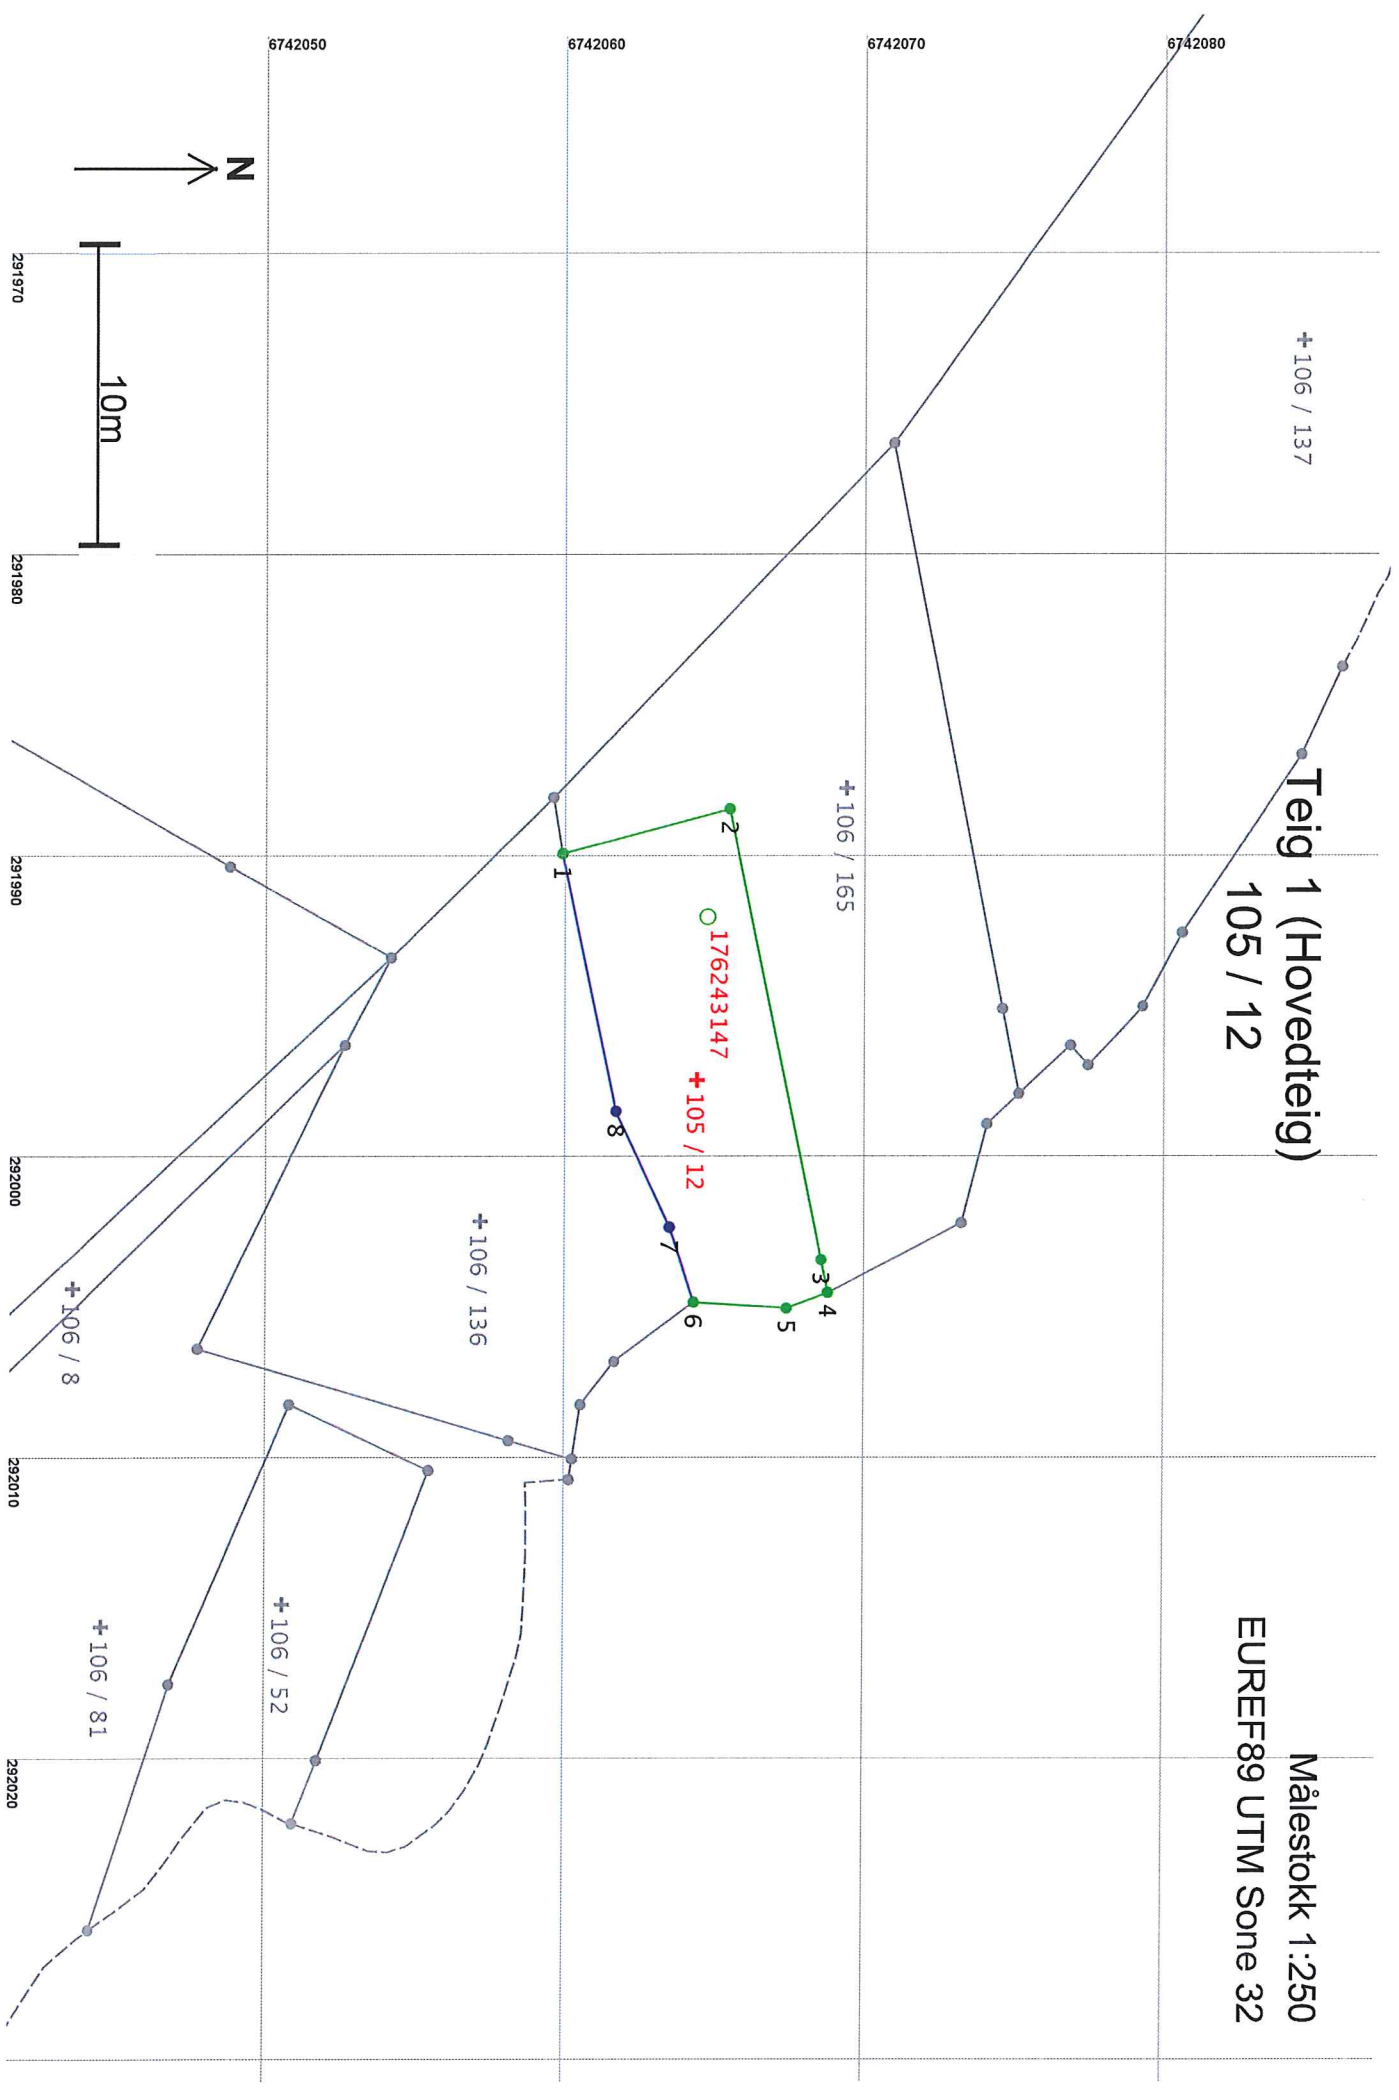 Teig 1 (Hovedteig)
105 / 12
Målestokk 1:250
EUREF89 UTM Sone 32
6742080
6742070
6742060
6742050
N
10m
291970
291980
291990
292000
292010
292020
+106 / 137
+106 / 165
176243147
+105 / 12
+106 / 136
+106 / 8
+106 / 52
+106 / 81
1
2
3
4
5
6
7
8